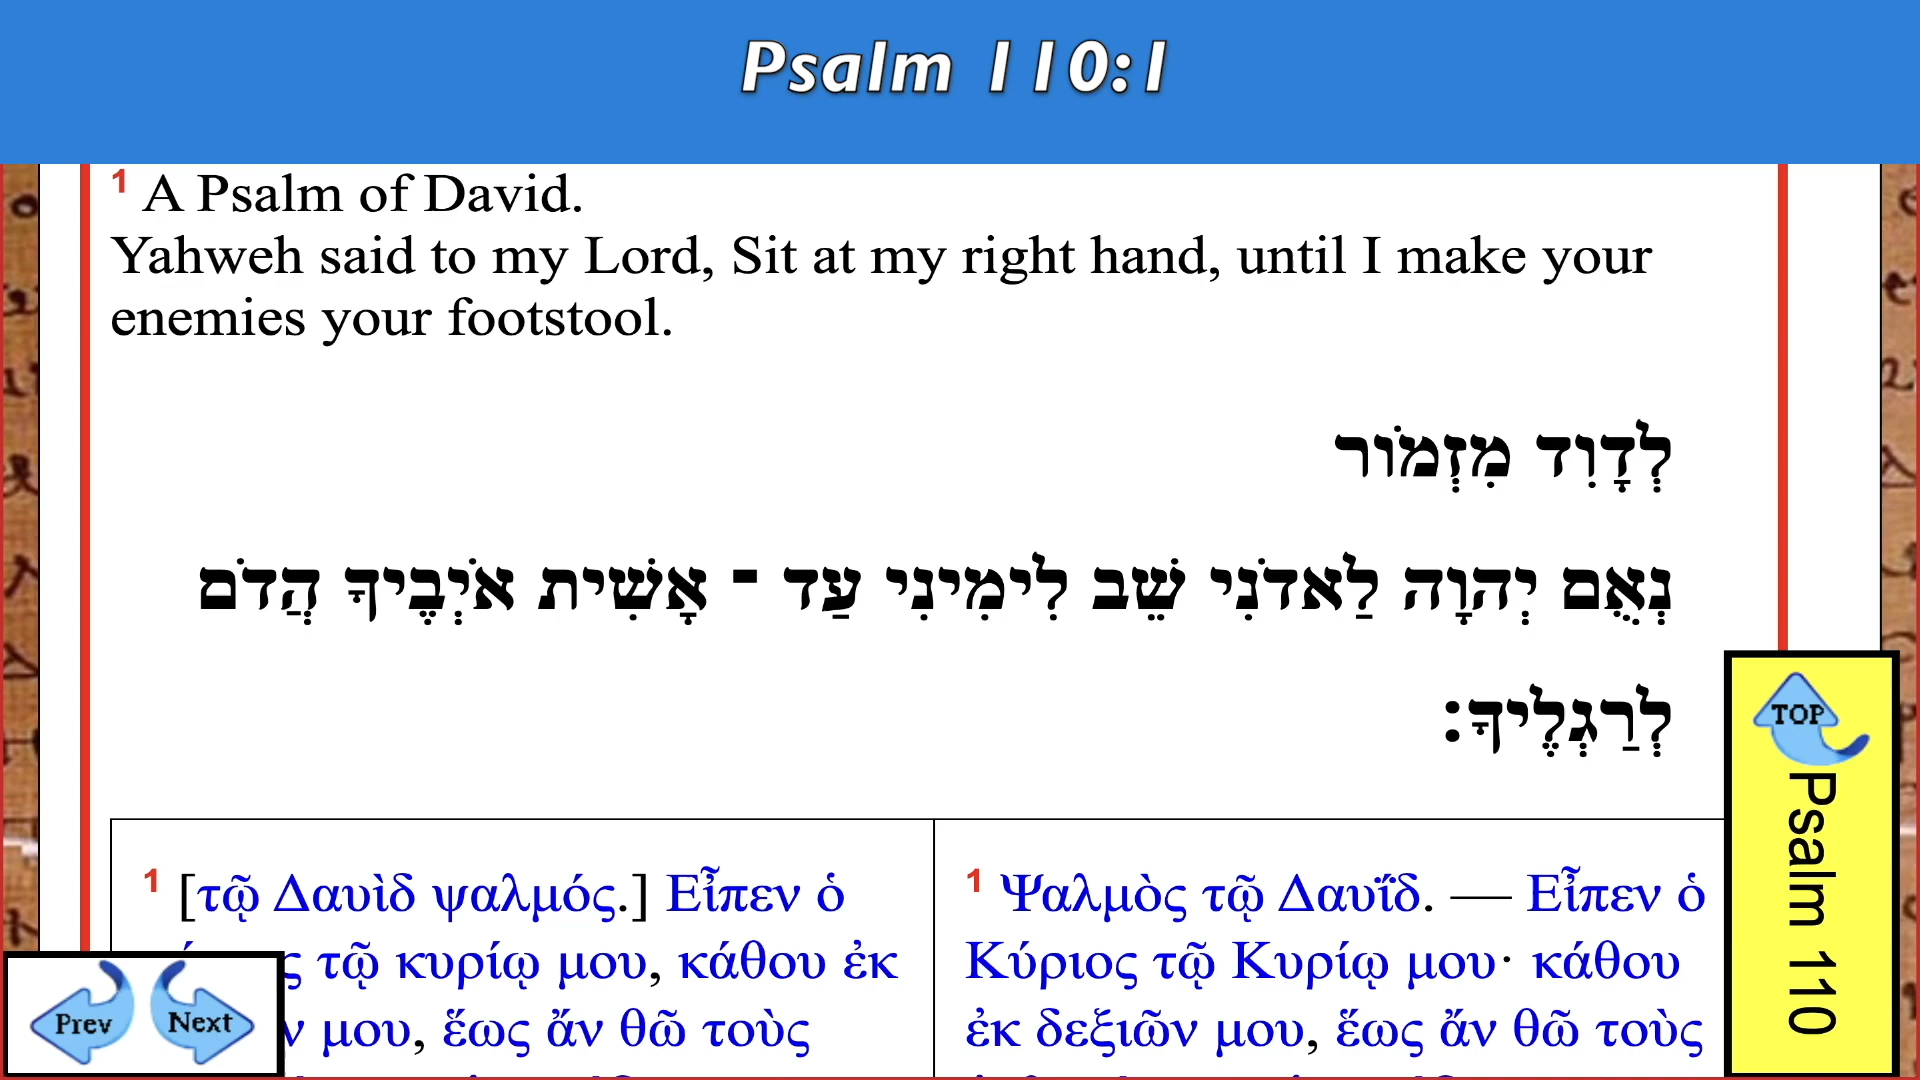 Psalm 110:1
1 A Psalm of David.
Yahweh said to my Lord, Sit at my right hand, until I make your
enemies your footstool.
לְדָוִד מִזְמֹור
נְאֻם יְהוָה לַאדֹנִי שֵׁב לִימִינִי עַד ־ אָשִׁית אֹיְבֶיךָ הֲדֹם
לְרַגְלֶיךָ׃
1 [τῷ Δαυὶδ ψαλμός.] Εἶπεν ὁ
τῷ κυρίῳ μου, κάθου ἐκ
μου, ἕως ἂν θῶ τοὺς
1 Ψαλμὸς τῷ Δαυΐδ. — Εἶπεν ὁ
Κύριος τῷ Κυρίῳ μου· κάθου
ἐκ δεξιῶν μου, ἕως ἂν θῶ τοὺς
TOP
Psalm 110
Prev
Next